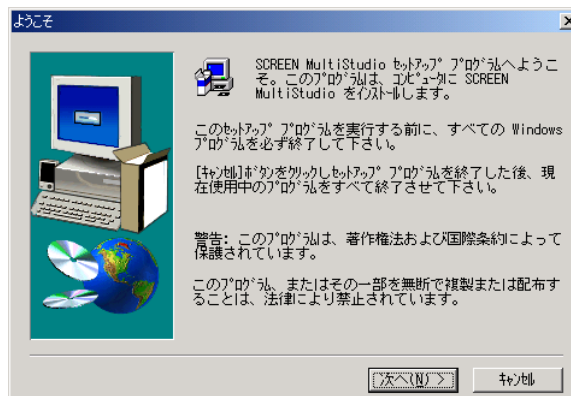 ようこそ
SCREEN MultiStudio ｾｯﾄｱｯﾌﾟ ﾌﾟﾛｸﾞﾗﾑへようこ
そ。このﾌﾟﾛｸﾞﾗﾑは、ｺﾝﾋﾟｭｰﾀに SCREEN
MultiStudio をｲﾝｽﾄｰﾙします。
このｾｯﾄｱｯﾌﾟ ﾌﾟﾛｸﾞﾗﾑを実行する前に、すべての Windows
ﾌﾟﾛｸﾞﾗﾑを必ず終了して下さい。
[ｷｬﾝｾﾙ]ﾎﾞﾀﾝをｸﾘｯｸしｾｯﾄｱｯﾌﾟ ﾌﾟﾛｸﾞﾗﾑを終了した後、現
在使用中のﾌﾟﾛｸﾞﾗﾑをすべて終了させて下さい。
警告: このﾌﾟﾛｸﾞﾗﾑは、著作権法および国際条約によって
保護されています。
このﾌﾟﾛｸﾞﾗﾑ、またはその一部を無断で複製または配布す
ることは、法律により禁止されています。
次へ(N) >
ｷｬﾝｾﾙ